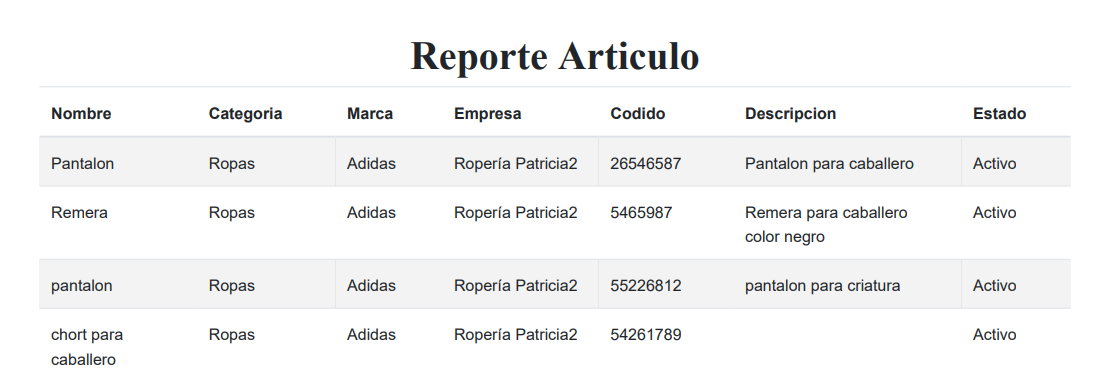 Reporte Articulo
Nombre Categoria Marca Empresa Codido Descripcion Estado
Pantalon Ropas Adidas Ropería Patricia2 26546587 Pantalon para caballero Activo
Remera Ropas Adidas Ropería Patricia2 5465987 Remera para caballero Activo
color negro
pantalon Ropas Adidas Ropería Patricia2 55226812 pantalon para criatura Activo
chort para Ropas Adidas Ropería Patricia2 54261789 Activo
caballero